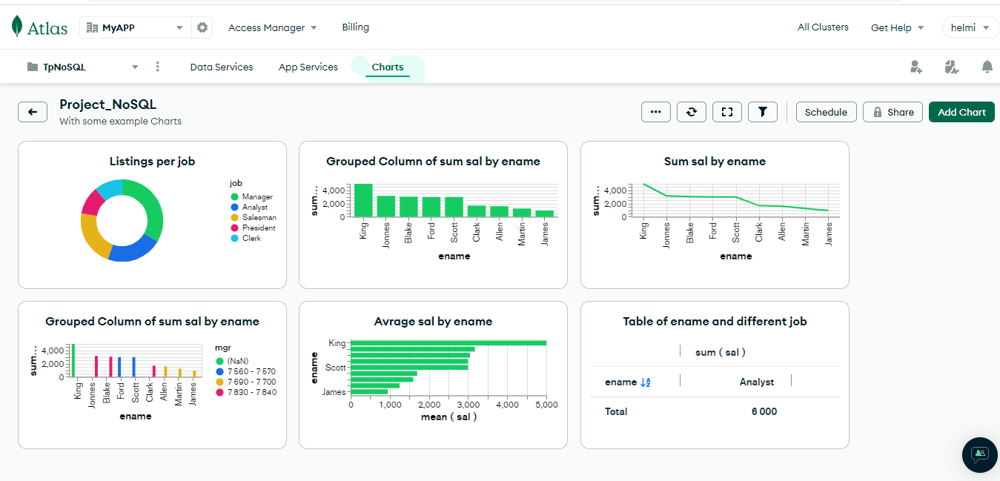 Atlas
MyAPP
Access Manager
Billing
All Clusters
Get Help
helmi
TpNoSQL
Data Services
App Services
Charts
Project_NoSQL
With some example Charts
Schedule
Share
Add Chart
Listings per job
job
Manager
Analyst
Salesman
President
Clerk
Grouped Column of sum sal by ename
sum...
4,000
2,000
0
King
Jonnes
Blake
Ford
Scott
Clark
Allen
Martin
James
ename
Sum sal by ename
sum...
4,000
2,000
0
King
Jonnes
Blake
Ford
Scott
Clark
Allen
Martin
James
ename
Grouped Column of sum sal by ename
sum...
4,000
2,000
0
King
Jonnes
Blake
Ford
Scott
Clark
Allen
Martin
James
ename
mgr
(NaN)
7 560 - 7 570
7 690 - 7 700
7 830 - 7 840
Avrage sal by ename
ename
King
Scott
James
0 1,000 2,000 3,000 4,000 5,000
mean ( sal )
Table of ename and different job
sum ( sal )
ename Analyst
Total 6 000